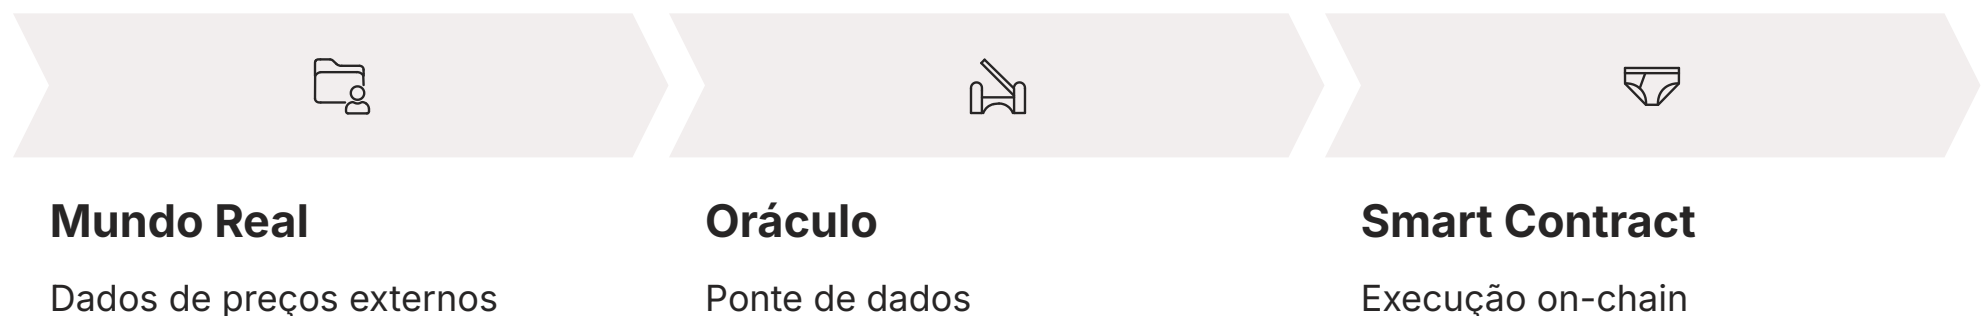 Mundo Real
Dados de preços externos
Oráculo
Ponte de dados
Smart Contract
Execução on-chain